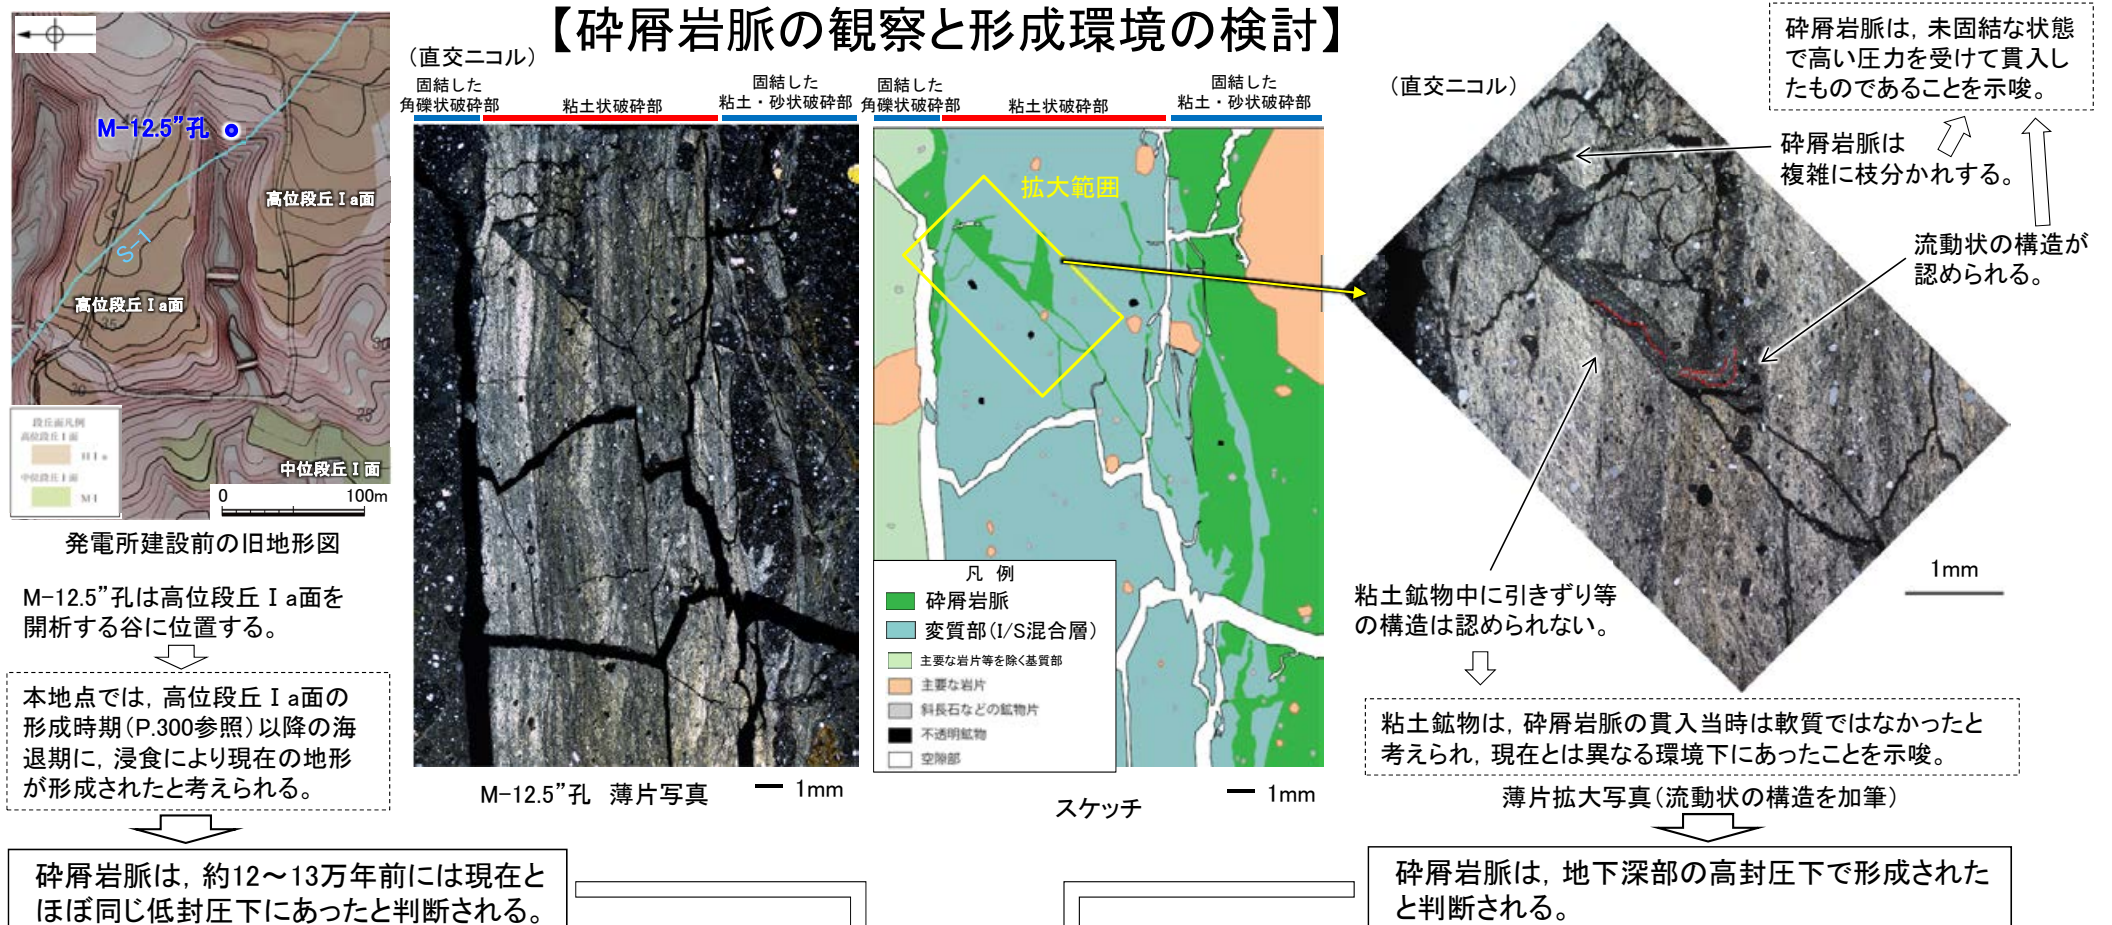 【砕屑岩脈の観察と形成環境の検討】
M-12.5”孔
高位段丘Ⅰa面
S-1
高位段丘Ⅰa面
35
30
25
段丘面凡例
高位段丘Ⅰ面
HⅠa
中位段丘Ⅰ面
MⅠ
中位段丘Ⅰ面
0
100m
発電所建設前の旧地形図
M-12.5”孔は高位段丘Ⅰa面を
開析する谷に位置する。
本地点では，高位段丘Ⅰa面の
形成時期（P.300参照）以降の海
退期に，浸食により現在の地形
が形成されたと考えられる。
砕屑岩脈は，約12～13万年前には現在と
ほぼ同じ低封圧下にあったと判断される。
（直交ニコル）
固結した
角礫状破砕部
粘土状破砕部
固結した
粘土・砂状破砕部
M-12.5”孔　薄片写真
1mm
固結した
角礫状破砕部
粘土状破砕部
固結した
粘土・砂状破砕部
拡大範囲
凡 例
砕屑岩脈
変質部（I/S混合層）
主要な岩片等を除く基質部
主要な岩片
斜長石などの鉱物片
不透明鉱物
空隙部
スケッチ
1mm
（直交ニコル）
砕屑岩脈は，未固結な状態
で高い圧力を受けて貫入し
たものであることを示唆。
砕屑岩脈は
複雑に枝分かれする。
流動状の構造が
認められる。
1mm
粘土鉱物中に引きずり等
の構造は認められない。
粘土鉱物は，砕屑岩脈の貫入当時は軟質ではなかったと
考えられ，現在とは異なる環境下にあったことを示唆。
薄片拡大写真（流動状の構造を加筆）
砕屑岩脈は，地下深部の高封圧下で形成された
と判断される。